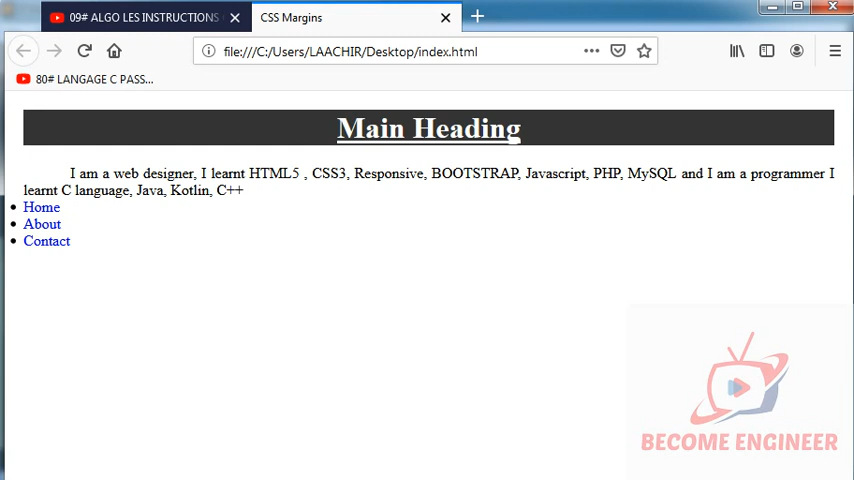 09# ALGO LES INSTRUCTIONS
CSS Margins
file:///C:/Users/LAACHIR/Desktop/index.html
80# LANGAGE C PASS...
Main Heading
I am a web designer, I learnt HTML5 , CSS3, Responsive, BOOTSTRAP, Javascript, PHP, MySQL and I am a programmer I
learnt C language, Java, Kotlin, C++
Home
About
Contact
BECOME ENGINEER